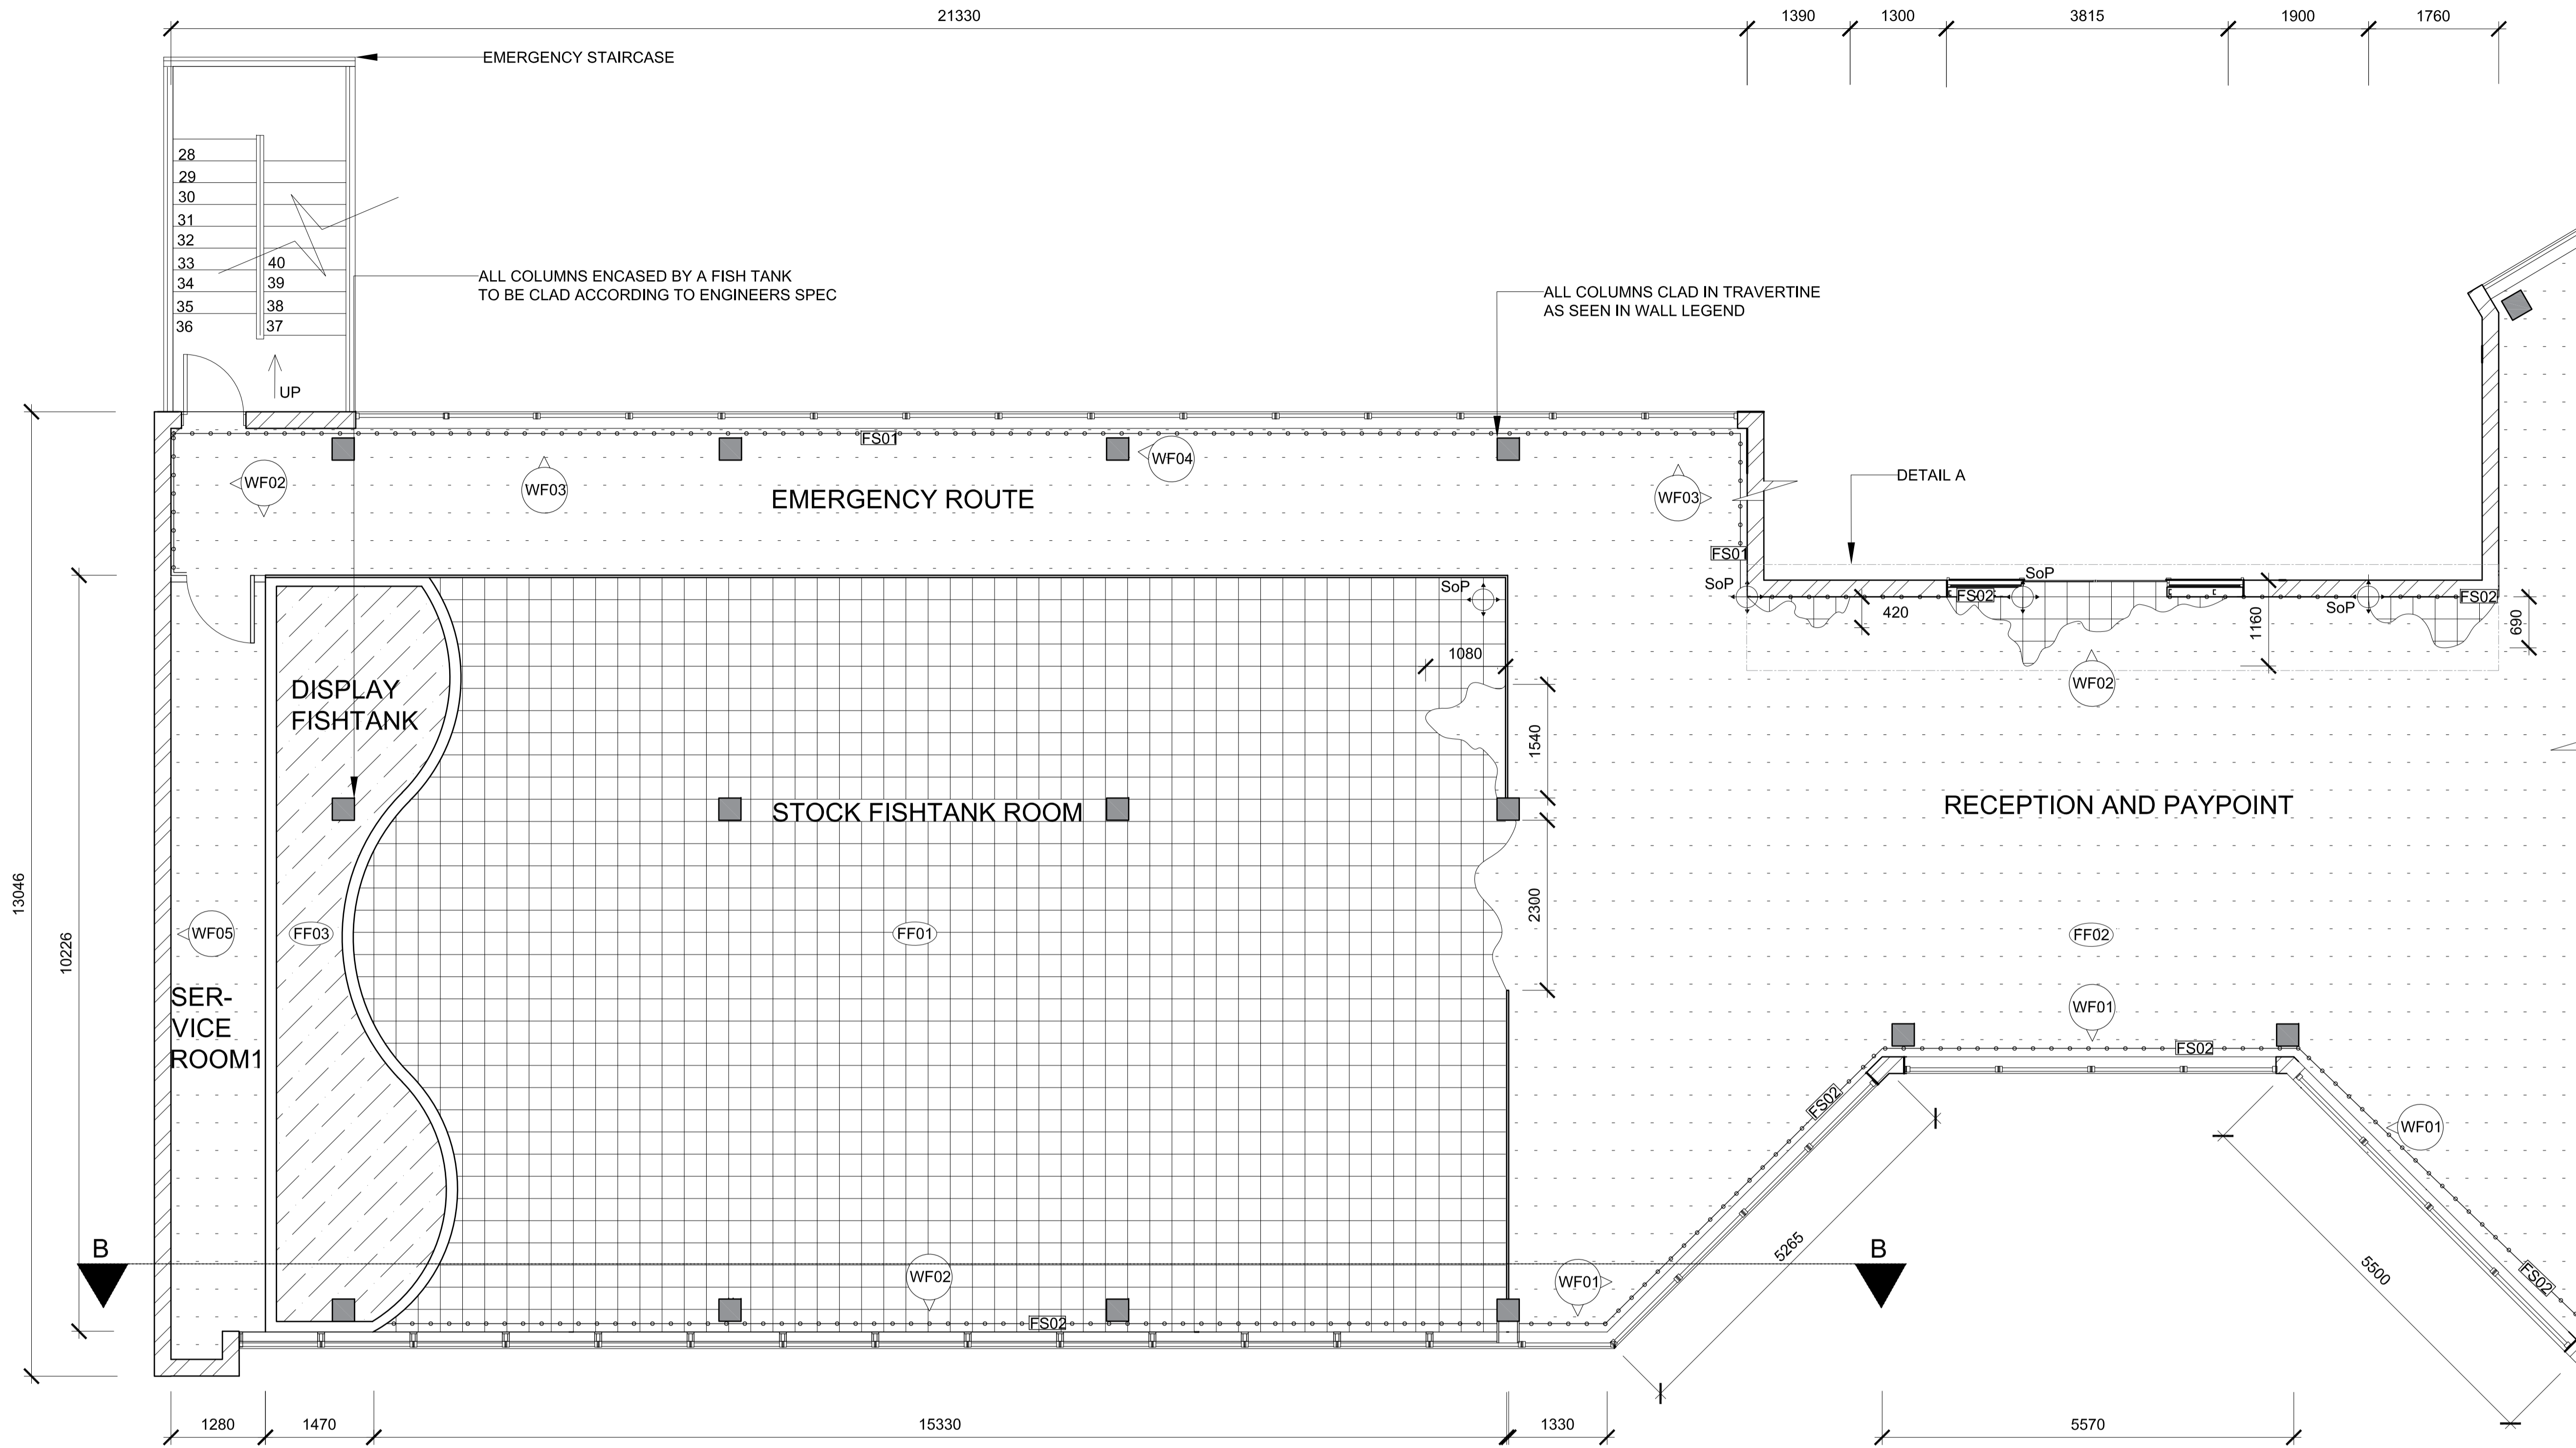 21330
1390
1300
3815
1900
1760
EMERGENCY STAIRCASE
28
29
30
31
32
33
34
35
36
40
39
38
37
UP
ALL COLUMNS ENCASED BY A FISH TANK
TO BE CLAD ACCORDING TO ENGINEERS SPEC
ALL COLUMNS CLAD IN TRAVERTINE
AS SEEN IN WALL LEGEND
FS01
WF02
WF03
WF04
EMERGENCY ROUTE
WF03
DETAIL A
FS01
SoP
SoP
SoP
SoP
FS02
FS02
420
1160
690
1080
WF02
DISPLAY
FISHTANK
1540
STOCK FISHTANK ROOM
RECEPTION AND PAYPOINT
13046
10226
2300
WF05
FF03
FF01
FF02
SER-
VICE
ROOM1
WF01
FS02
FS02
WF01
B
B
5265
5500
FS02
WF02
WF01
FS02
1280
1470
15330
1330
5570